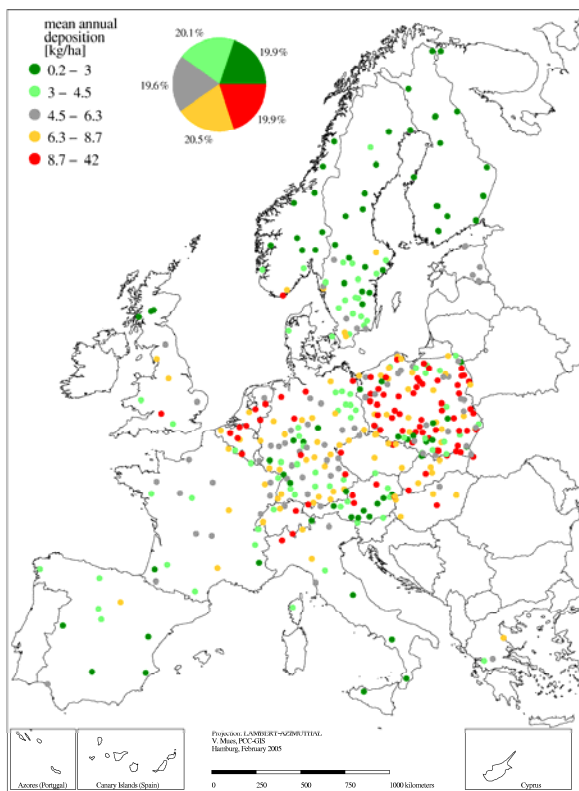 mean annual
deposition
[kg/ha]
0.2 – 3
3 – 4.5
4.5 – 6.3
6.3 – 8.7
8.7 – 42
20.1%
19.9%
19.6%
20.5%
19.9%
Projection: LAMBERT-AZIMUTHAL
V. Mues, PCC-GIS
Hamburg, February 2005
0 250 500 750 1000 kilometers
Azores (Portugal)
Canary Islands (Spain)
Cyprus